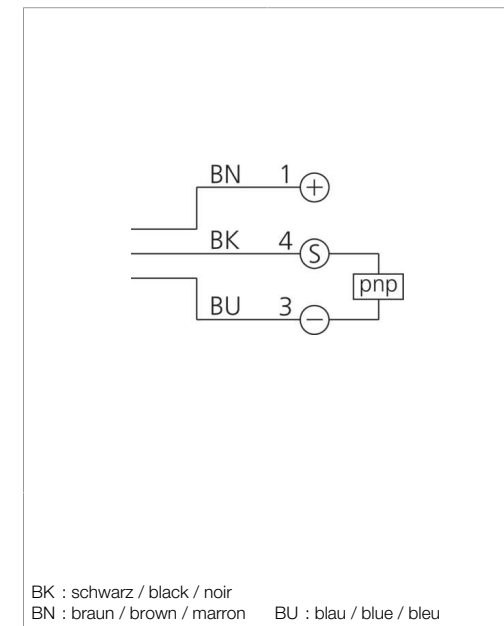 BN 1 +
BK 4 S
pnp
BU 3 −
BK : schwarz / black / noir
BN : braun / brown / marron BU : blau / blue / bleu